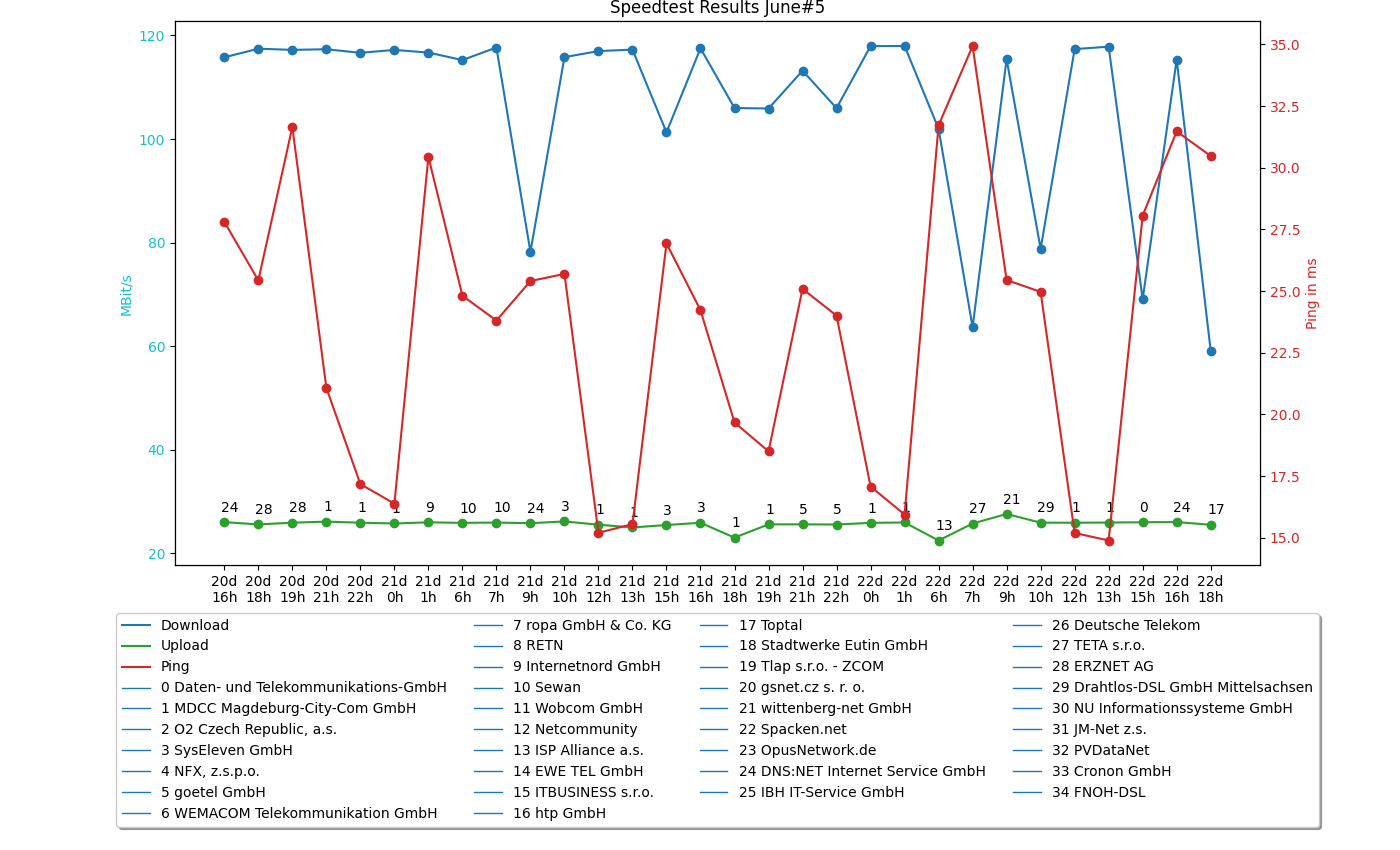 Speedtest Results June#5
120
100
80
60
40
20
MBit/s
35.0
32.5
30.0
27.5
25.0
22.5
20.0
17.5
15.0
Ping in ms
24 28 28 1 1 1 9 10 10 24 3 1 1 3 3 1 1 5 5 1 1 13 27 21 29 1 1 0 24 17
20d 20d 20d 20d 20d 21d 21d 21d 21d 21d 21d 21d 21d 21d 21d 21d 21d 21d 21d 22d 22d 22d 22d 22d 22d 22d 22d 22d 22d 22d
16h 18h 19h 21h 22h 0h 1h 6h 7h 9h 10h 12h 13h 15h 16h 18h 19h 21h 22h 0h 1h 6h 7h 9h 10h 12h 13h 15h 16h 18h
Download
Upload
Ping
0 Daten- und Telekommunikations-GmbH
1 MDCC Magdeburg-City-Com GmbH
2 O2 Czech Republic, a.s.
3 SysEleven GmbH
4 NFX, z.s.p.o.
5 goetel GmbH
6 WEMACOM Telekommunikation GmbH
7 ropa GmbH & Co. KG
8 RETN
9 Internetnord GmbH
10 Sewan
11 Wobcom GmbH
12 Netcommunity
13 ISP Alliance a.s.
14 EWE TEL GmbH
15 ITBUSINESS s.r.o.
16 htp GmbH
17 Toptal
18 Stadtwerke Eutin GmbH
19 Tlap s.r.o. - ZCOM
20 gsnet.cz s. r. o.
21 wittenberg-net GmbH
22 Spacken.net
23 OpusNetwork.de
24 DNS:NET Internet Service GmbH
25 IBH IT-Service GmbH
26 Deutsche Telekom
27 TETA s.r.o.
28 ERZNET AG
29 Drahtlos-DSL GmbH Mittelsachsen
30 NU Informationssysteme GmbH
31 JM-Net z.s.
32 PVDataNet
33 Cronon GmbH
34 FNOH-DSL